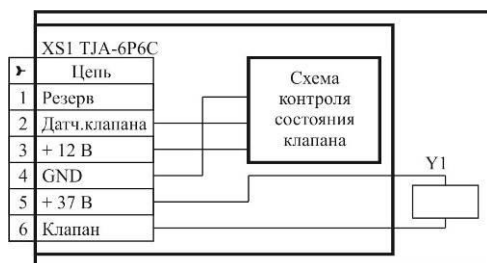 XS1 TJA-6P6C
Цепь
1 Резерв
2 Датч.клапана
3 + 12 В
4 GND
5 + 37 В
6 Клапан
Схема
контроля
состояния
клапана
Y1